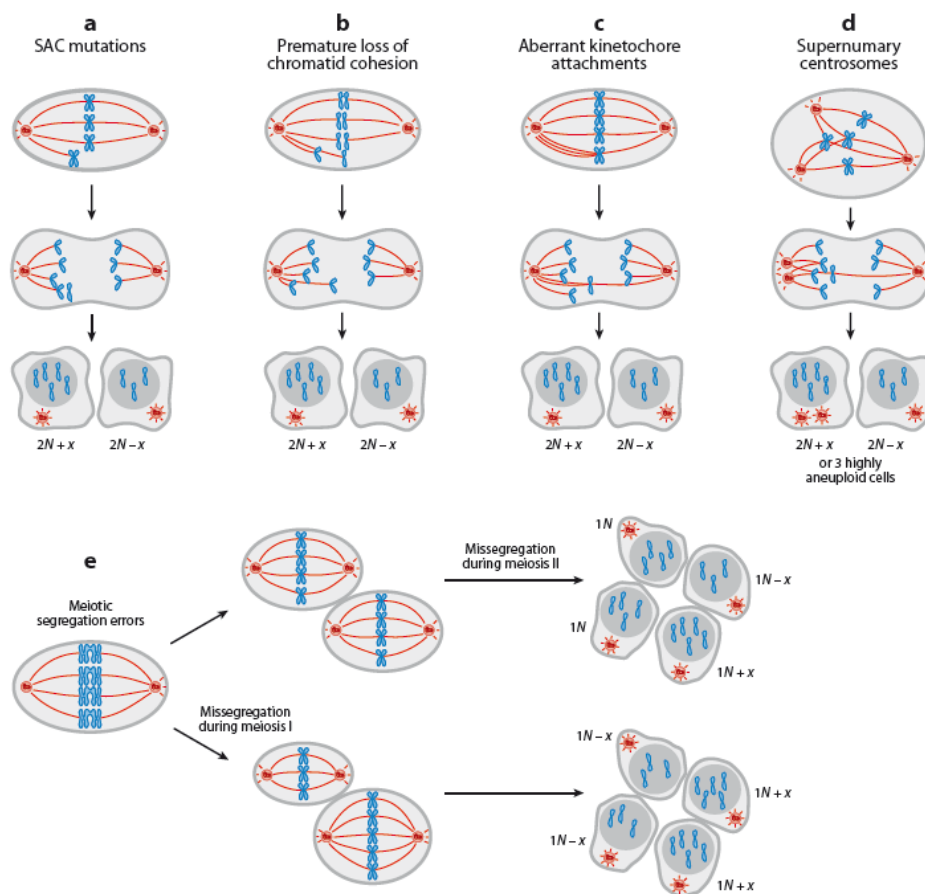 a
SAC mutations
2N + x
2N – x
b
Premature loss of
chromatid cohesion
2N + x
2N – x
c
Aberrant kinetochore
attachments
2N + x
2N – x
d
Supernumary
centrosomes
2N + x
2N – x
or 3 highly
aneuploid cells
e
Meiotic
segregation errors
Missegregation
during meiosis II
1N
1N – x
1N
1N + x
Missegregation
during meiosis I
1N – x
1N + x
1N – x
1N + x